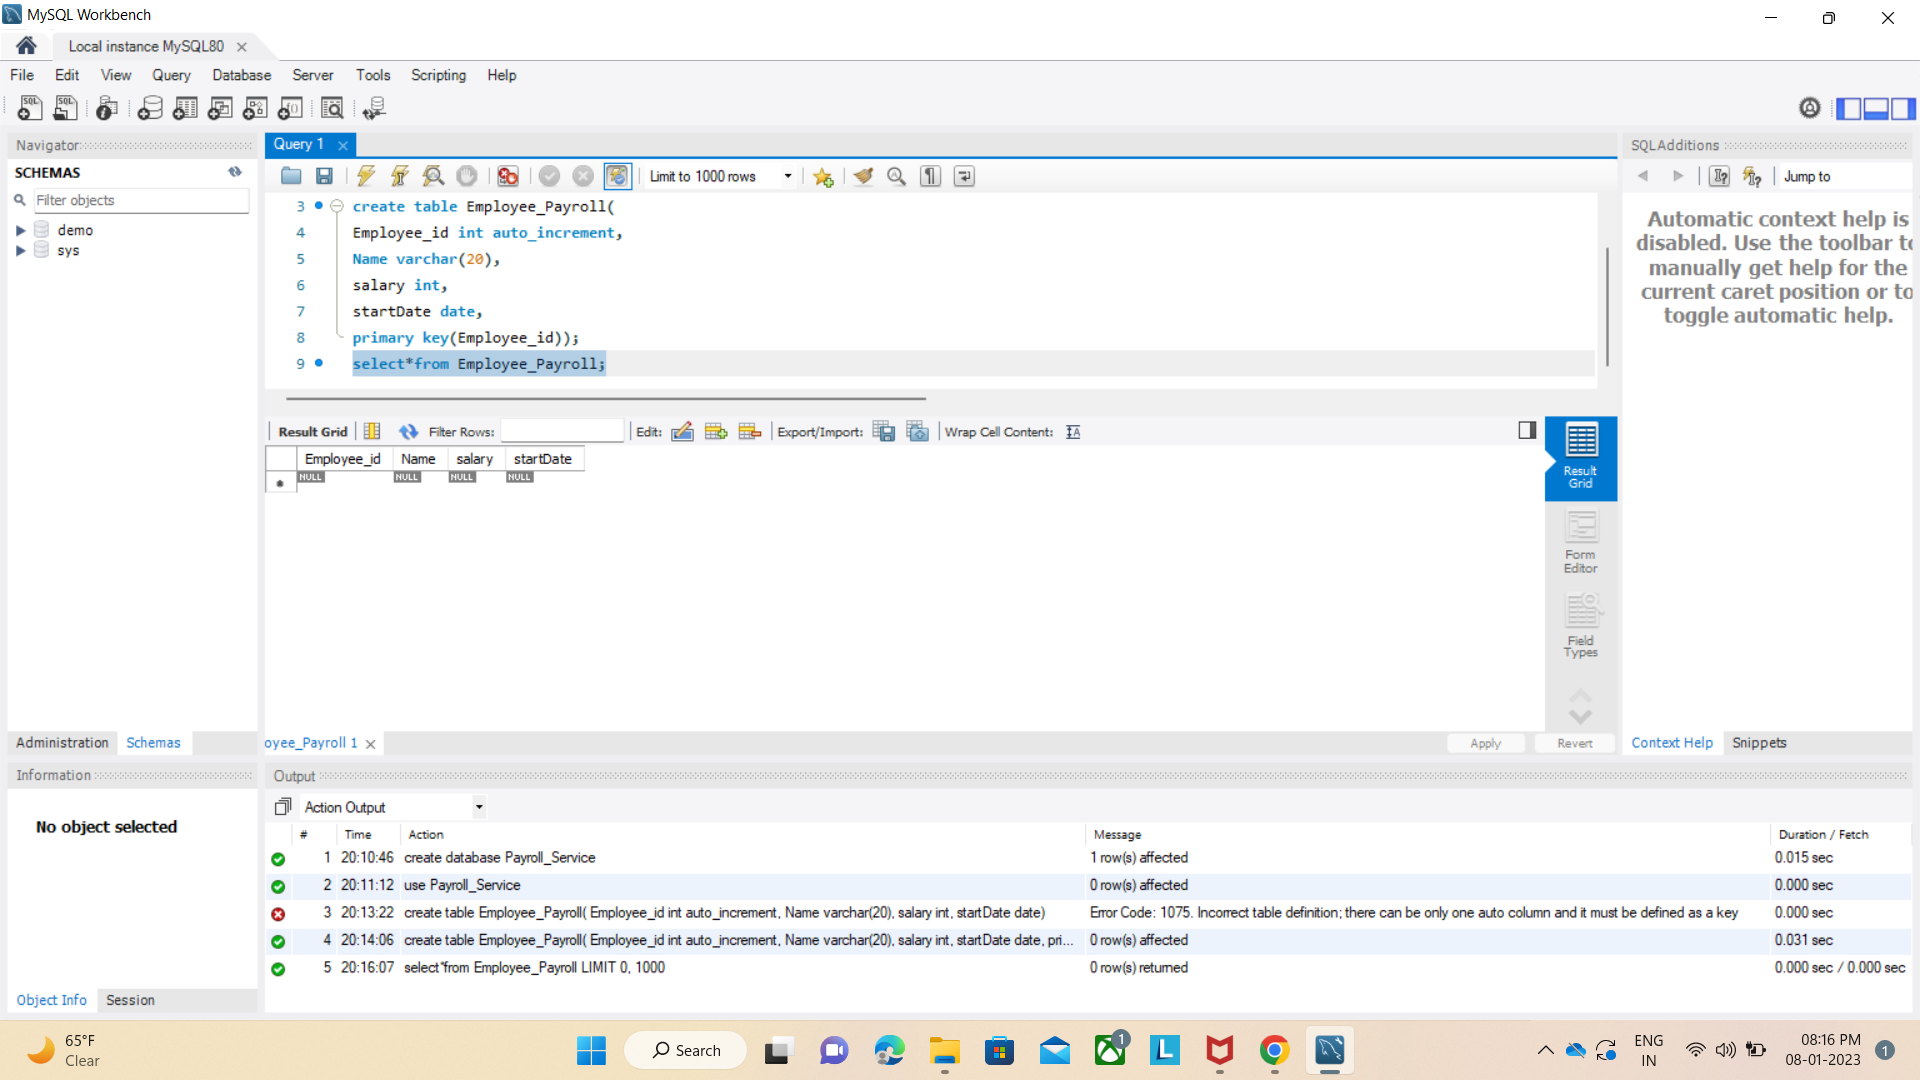 MySQL Workbench
Local instance MySQL80
File Edit View Query Database Server Tools Scripting Help
Navigator
SCHEMAS
Filter objects
demo
sys
Administration Schemas
Information
No object selected
Object Info Session
Query 1
Limit to 1000 rows
3 create table Employee_Payroll(
4 Employee_id int auto_increment,
5 Name varchar(20),
6 salary int,
7 startDate date,
8 primary key(Employee_id));
9 select*from Employee_Payroll;
Result Grid Filter Rows: Edit: Export/Import: Wrap Cell Content:
Employee_id Name salary startDate
NULL NULL NULL NULL
Result
Grid
Form
Editor
Field
Types
oyee_Payroll 1
Apply Revert
SQLAdditions
Jump to
Automatic context help is
disabled. Use the toolbar to
manually get help for the
current caret position or to
toggle automatic help.
Context Help Snippets
Output
Action Output
# Time Action Message Duration / Fetch
1 20:10:46 create database Payroll_Service 1 row(s) affected 0.015 sec
2 20:11:12 use Payroll_Service 0 row(s) affected 0.000 sec
3 20:13:22 create table Employee_Payroll( Employee_id int auto_increment, Name varchar(20), salary int, startDate date) Error Code: 1075. Incorrect table definition; there can be only one auto column and it must be defined as a key 0.000 sec
4 20:14:06 create table Employee_Payroll( Employee_id int auto_increment, Name varchar(20), salary int, startDate date, pri... 0 row(s) affected 0.031 sec
5 20:16:07 select*from Employee_Payroll LIMIT 0, 1000 0 row(s) returned 0.000 sec / 0.000 sec
65°F
Clear
Search
1
ENG
IN
08:16 PM
08-01-2023
1